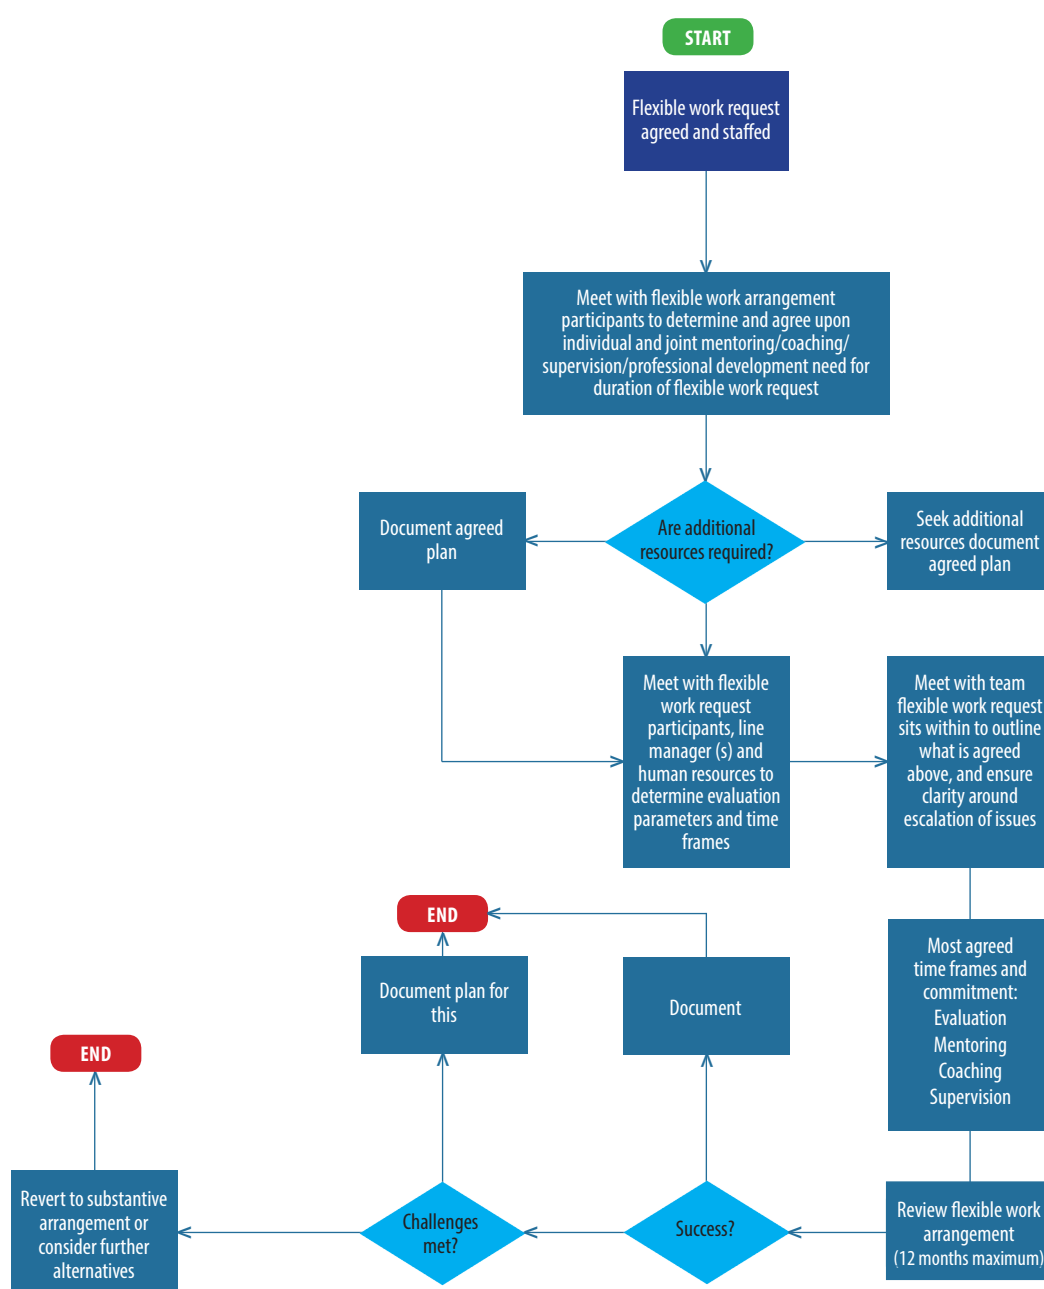 START
Flexible work request
agreed and staffed
Meet with flexible work arrangement
participants to determine and agree upon
individual and joint mentoring/coaching/
supervision/professional development need for
duration of flexible work request
Document agreed
plan
Are additional
resources required?
Seek additional
resources document
agreed plan
Meet with flexible
work request
participants, line
manager (s) and
human resources to
determine evaluation
parameters and time
frames
Meet with team
flexible work request
sits within to outline
what is agreed
above, and ensure
clarity around
escalation of issues
END
Document plan for
this
Document
Most agreed
time frames and
commitment:
Evaluation
Mentoring
Coaching
Supervision
END
Revert to substantive
arrangement or
consider further
alternatives
Challenges
met?
Success?
Review flexible work
arrangement
(12 months maximum)